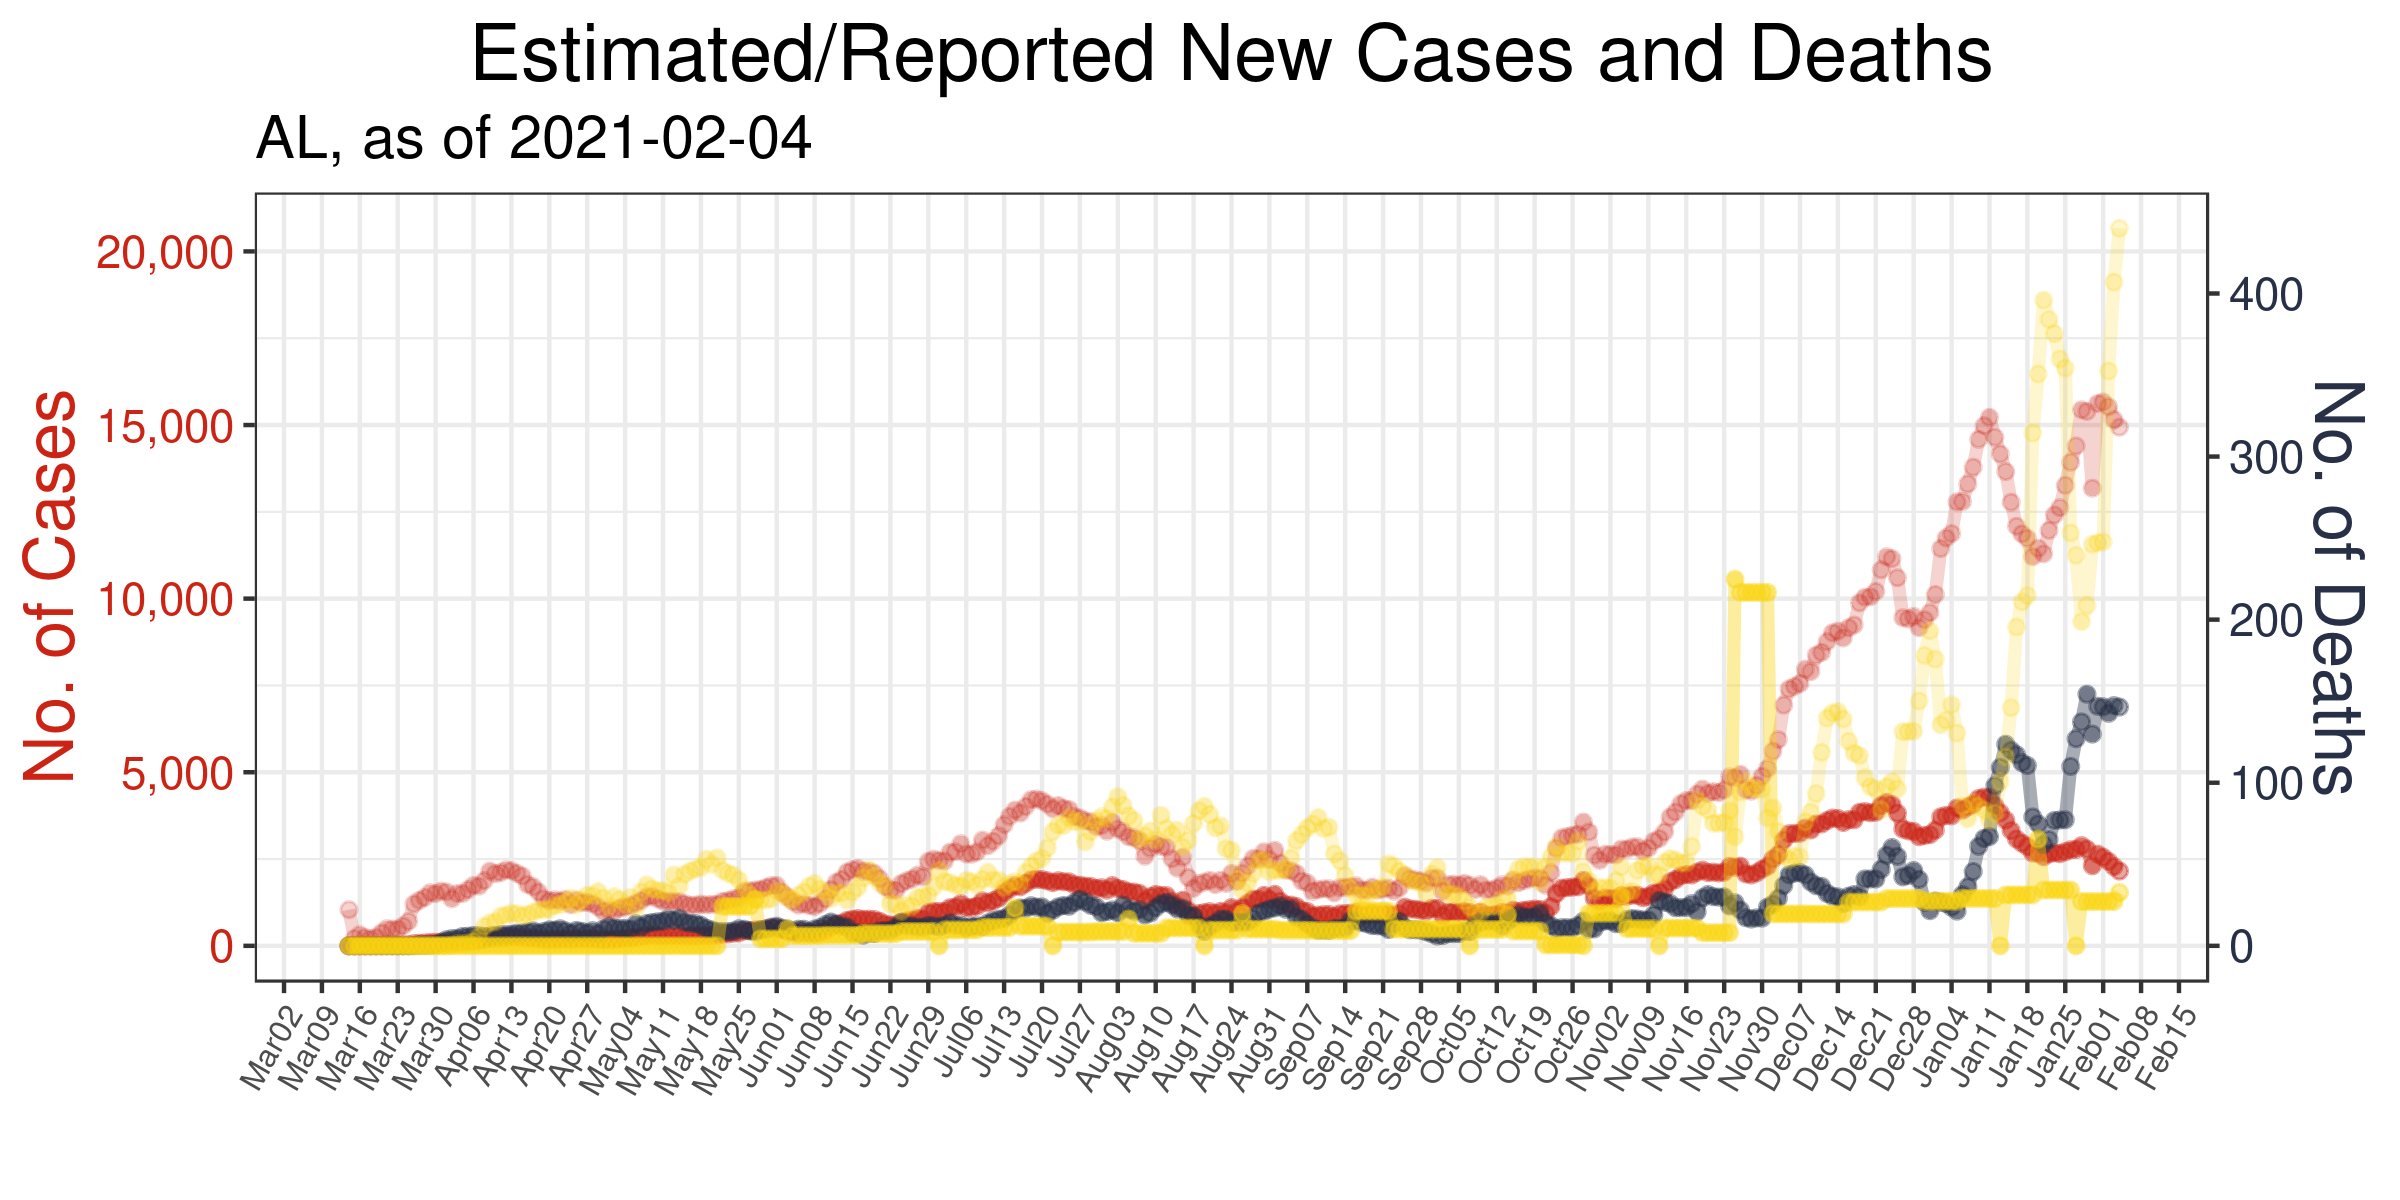 Estimated/Reported New Cases and Deaths
AL, as of 2021-02-04
No. of Cases
20,000
15,000
10,000
5,000
0
400
300
200
100
0
No. of Deaths
Mar02
Mar09
Mar16
Mar23
Mar30
Apr06
Apr13
Apr20
Apr27
May04
May11
May18
May25
Jun01
Jun08
Jun15
Jun22
Jun29
Jul06
Jul13
Jul20
Jul27
Aug03
Aug10
Aug17
Aug24
Aug31
Sep07
Sep14
Sep21
Sep28
Oct05
Oct12
Oct19
Oct26
Nov02
Nov09
Nov16
Nov23
Nov30
Dec07
Dec14
Dec21
Dec28
Jan04
Jan11
Jan18
Jan25
Feb01
Feb08
Feb15